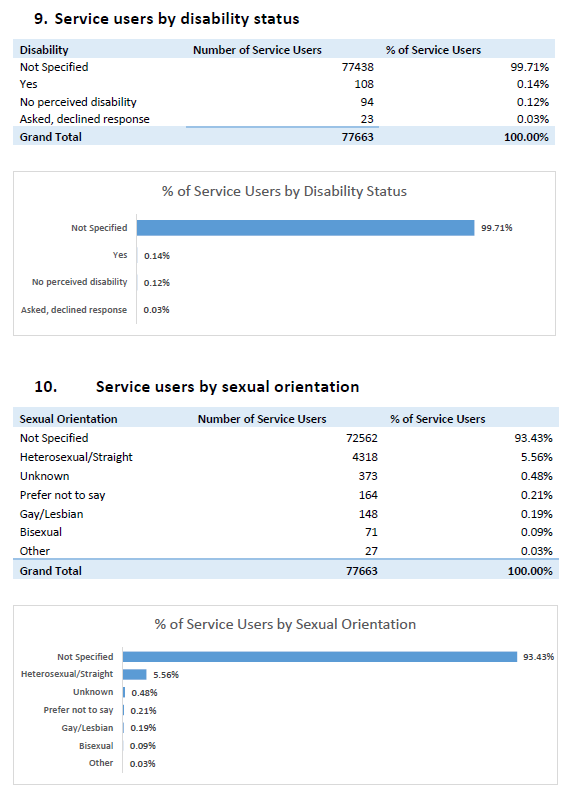 9. Service users by disability status
Disability Number of Service Users % of Service Users
Not Specified 77438 99.71%
Yes 108 0.14%
No perceived disability 94 0.12%
Asked, declined response 23 0.03%
Grand Total 77663 100.00%
% of Service Users by Disability Status
Not Specified 99.71%
Yes 0.14%
No perceived disability 0.12%
Asked, declined response 0.03%
10. Service users by sexual orientation
Sexual Orientation Number of Service Users % of Service Users
Not Specified 72562 93.43%
Heterosexual/Straight 4318 5.56%
Unknown 373 0.48%
Prefer not to say 164 0.21%
Gay/Lesbian 148 0.19%
Bisexual 71 0.09%
Other 27 0.03%
Grand Total 77663 100.00%
% of Service Users by Sexual Orientation
Not Specified 93.43%
Heterosexual/Straight 5.56%
Unknown 0.48%
Prefer not to say 0.21%
Gay/Lesbian 0.19%
Bisexual 0.09%
Other 0.03%